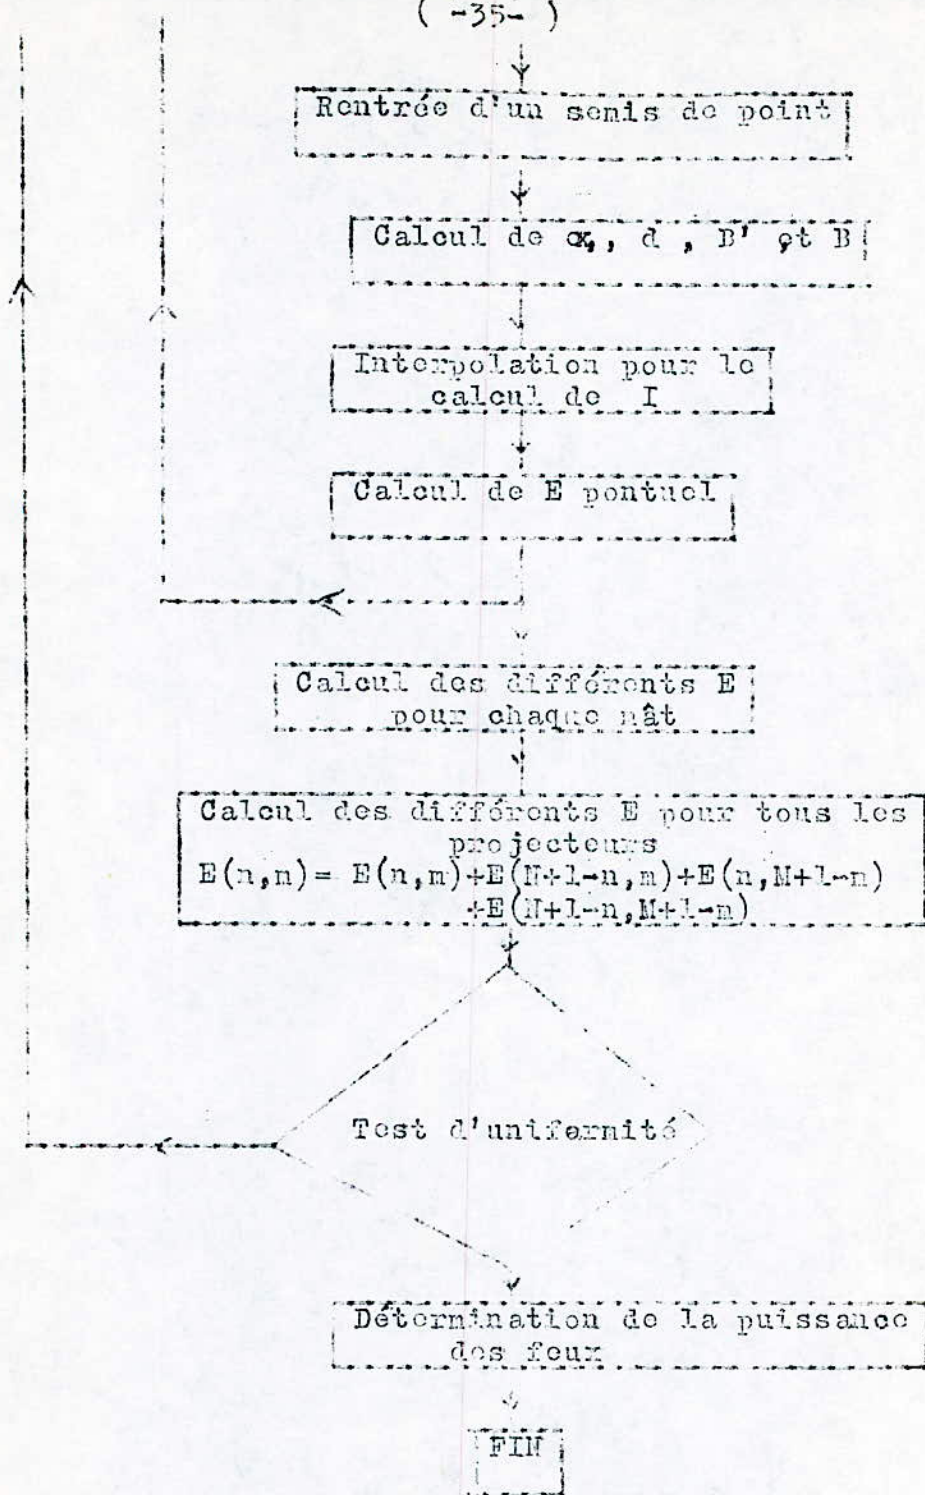 ( -35- )
Rentrée d'un semis de point
Calcul de α, d , B' et B
Interpolation pour le
calcul de I
Calcul de E pontuel
Calcul des différents E
pour chaque mât
Calcul des différents E pour tous les
projecteurs
E(n,m)= E(n,m)+E(N+1-n,m)+E(n,M+1-m)
+E(N+1-n,M+1-m)
Test d'uniformité
Détermination de la puissance
des feux
FIN